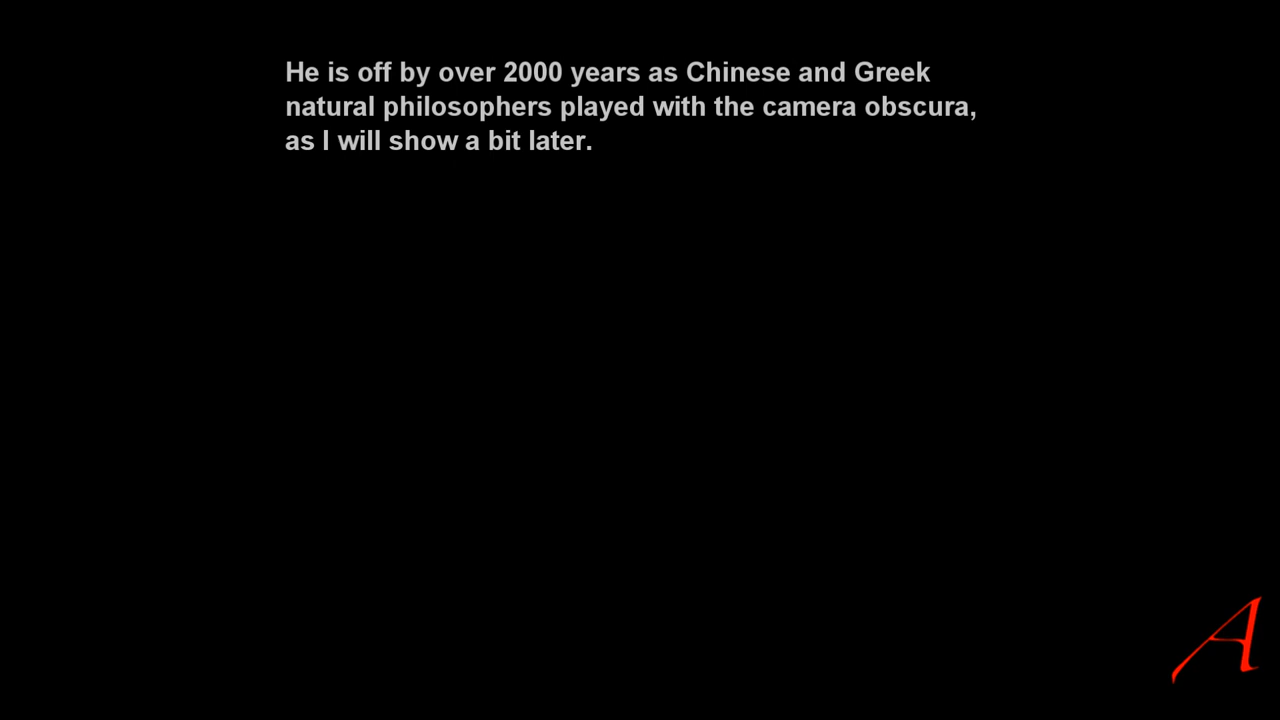 He is off by over 2000 years as Chinese and Greek
natural philosophers played with the camera obscura,
as I will show a bit later.
A